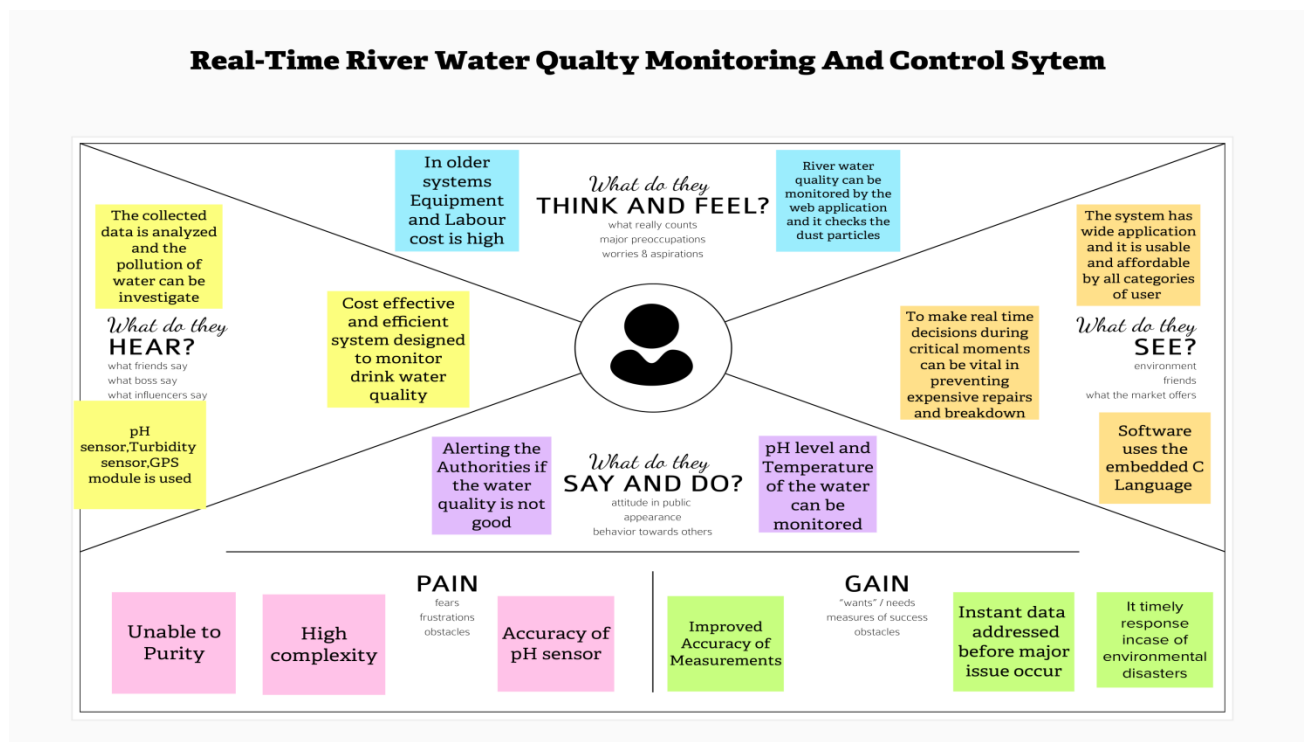 Real-Time River Water Qualty Monitoring And Control Sytem
In older
systems
Equipment
and Labour
cost is high
What do they
THINK AND FEEL?
what really counts
major preoccupations
worries & aspirations
River water
quality can be
monitored by the
web application
and it checks the
dust particles
The collected
data is analyzed
and the
pollution of
water can be
investigate
What do they
HEAR?
what friends say
what boss say
what influencers say
pH
sensor,Turbidity
sensor,GPS
module is used
Cost effective
and efficient
system designed
to monitor
drink water
quality
To make real time
decisions during
critical moments
can be vital in
preventing
expensive repairs
and breakdown
The system has
wide application
and it is usable
and affordable
by all categories
of user
What do they
SEE?
environment
friends
what the market offers
Software
uses the
embedded C
Language
Alerting the
Authorities if
the water
quality is not
good
What do they
SAY AND DO?
attitude in public
appearance
behavior towards others
pH level and
Temperature
of the water
can be
monitored
PAIN
fears
frustrations
obstacles
Unable to
Purity
High
complexity
Accuracy of
pH sensor
GAIN
"wants" / needs
measures of success
obstacles
Improved
Accuracy of
Measurements
Instant data
addressed
before major
issue occur
It timely
response
incase of
environmental
disasters